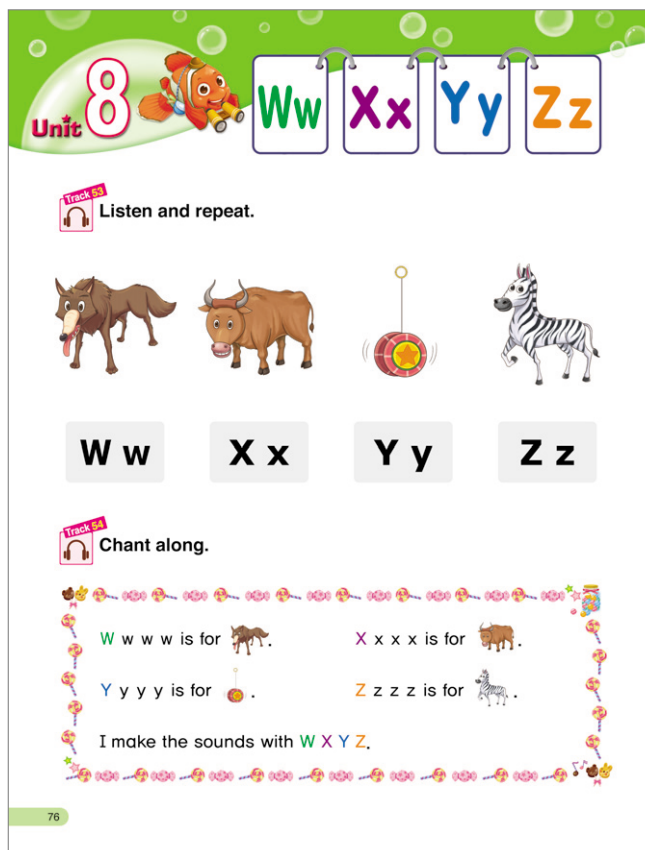 Unit 8
Ww Xx Yy Zz
Track 53
Listen and repeat.
W w X x Y y Z z
Track 54
Chant along.
W w w w is for . X x x x is for .
Y y y y is for . Z z z z is for .
I make the sounds with W X Y Z.
76